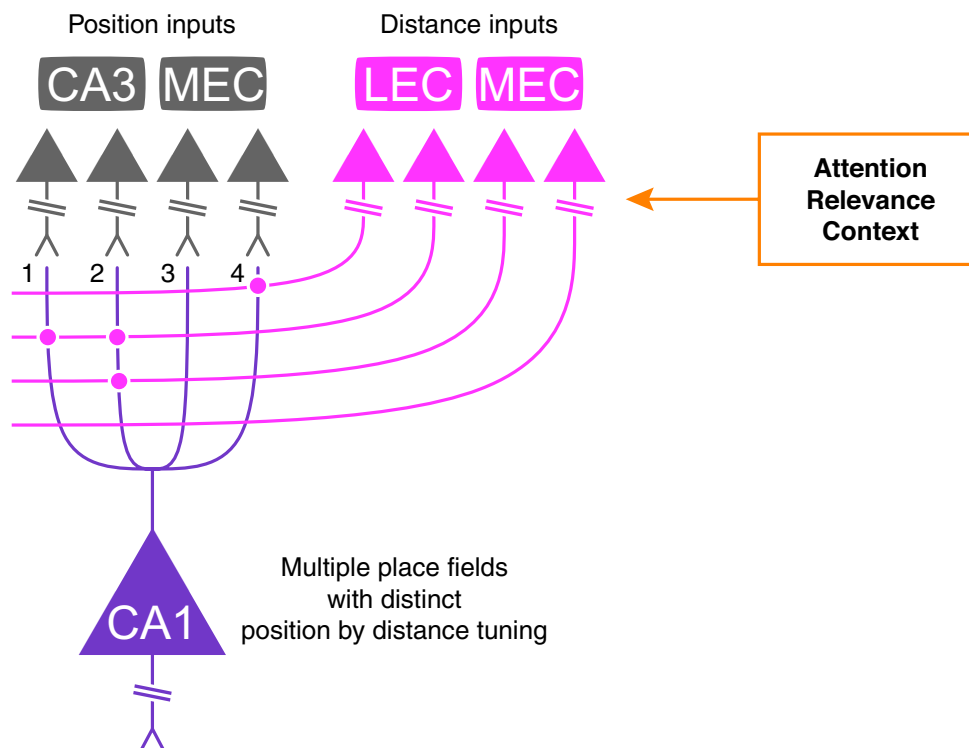 Position inputs
Distance inputs
CA3 MEC
LEC MEC
Attention
Relevance
Context
1 2 3 4
CA1
Multiple place fields
with distinct
position by distance tuning